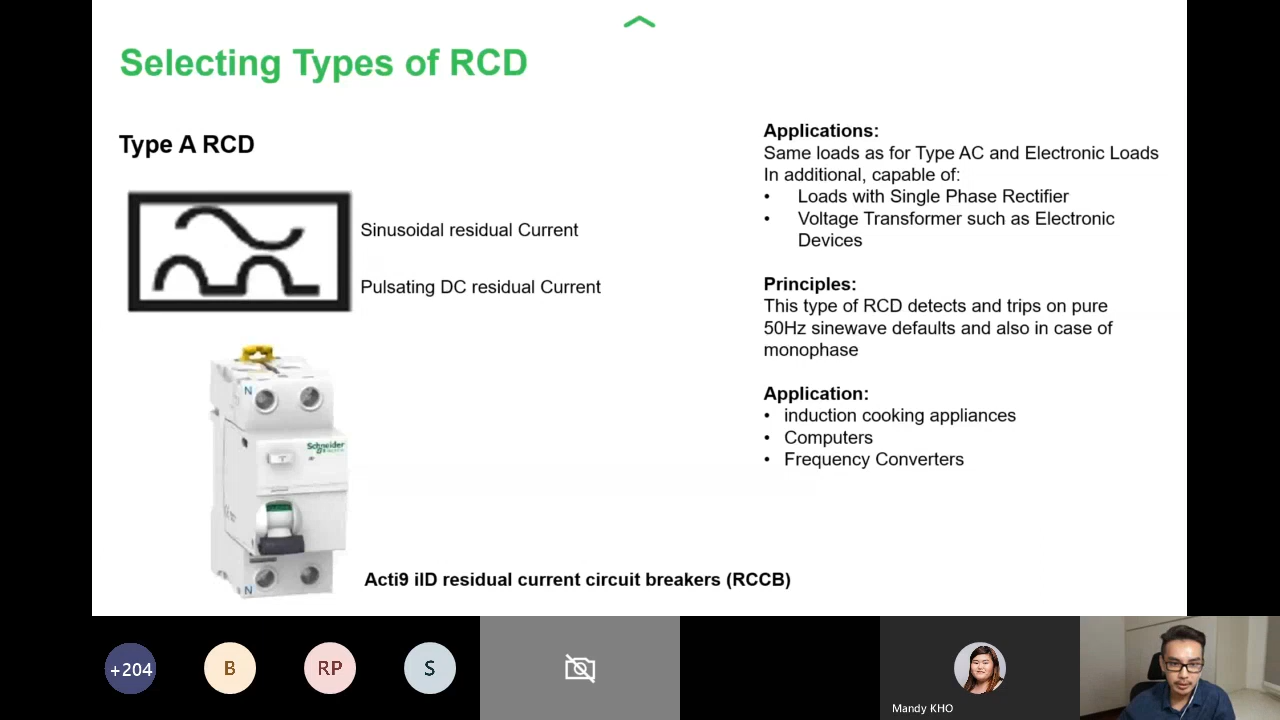 Selecting Types of RCD
Type A RCD
Sinusoidal residual Current
Pulsating DC residual Current
N
Schneider
Electric
N
Acti9 iID residual current circuit breakers (RCCB)
Applications:
Same loads as for Type AC and Electronic Loads
In additional, capable of:
• Loads with Single Phase Rectifier
• Voltage Transformer such as Electronic
Devices
Principles:
This type of RCD detects and trips on pure
50Hz sinewave defaults and also in case of
monophase
Application:
• induction cooking appliances
• Computers
• Frequency Converters
+204
B
RP
S
Mandy KHO